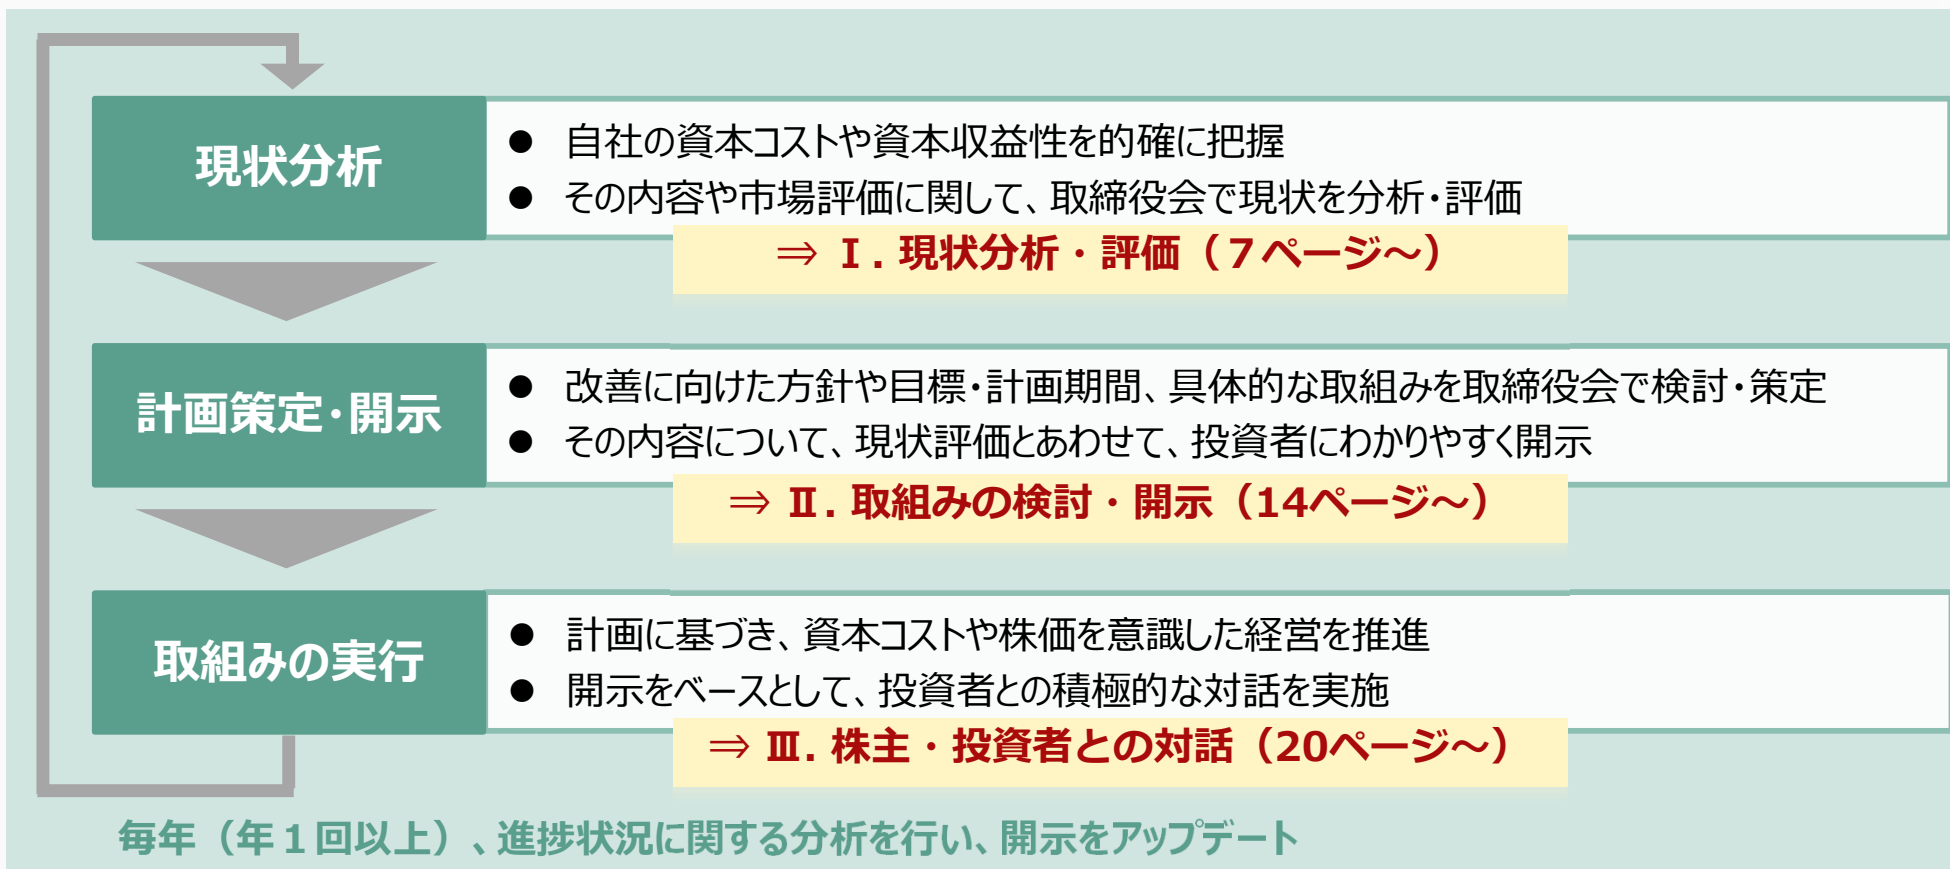 現状分析
● 自社の資本コストや資本収益性を的確に把握
● その内容や市場評価に関して、取締役会で現状を分析・評価
⇒ Ⅰ. 現状分析・評価（７ページ～）
計画策定・開示
● 改善に向けた方針や目標・計画期間、具体的な取組みを取締役会で検討・策定
● その内容について、現状評価とあわせて、投資者にわかりやすく開示
⇒ Ⅱ. 取組みの検討・開示（14ページ～）
取組みの実行
● 計画に基づき、資本コストや株価を意識した経営を推進
● 開示をベースとして、投資者との積極的な対話を実施
⇒ Ⅲ. 株主・投資者との対話（20ページ～）
毎年（年１回以上）、進捗状況に関する分析を行い、開示をアップデート